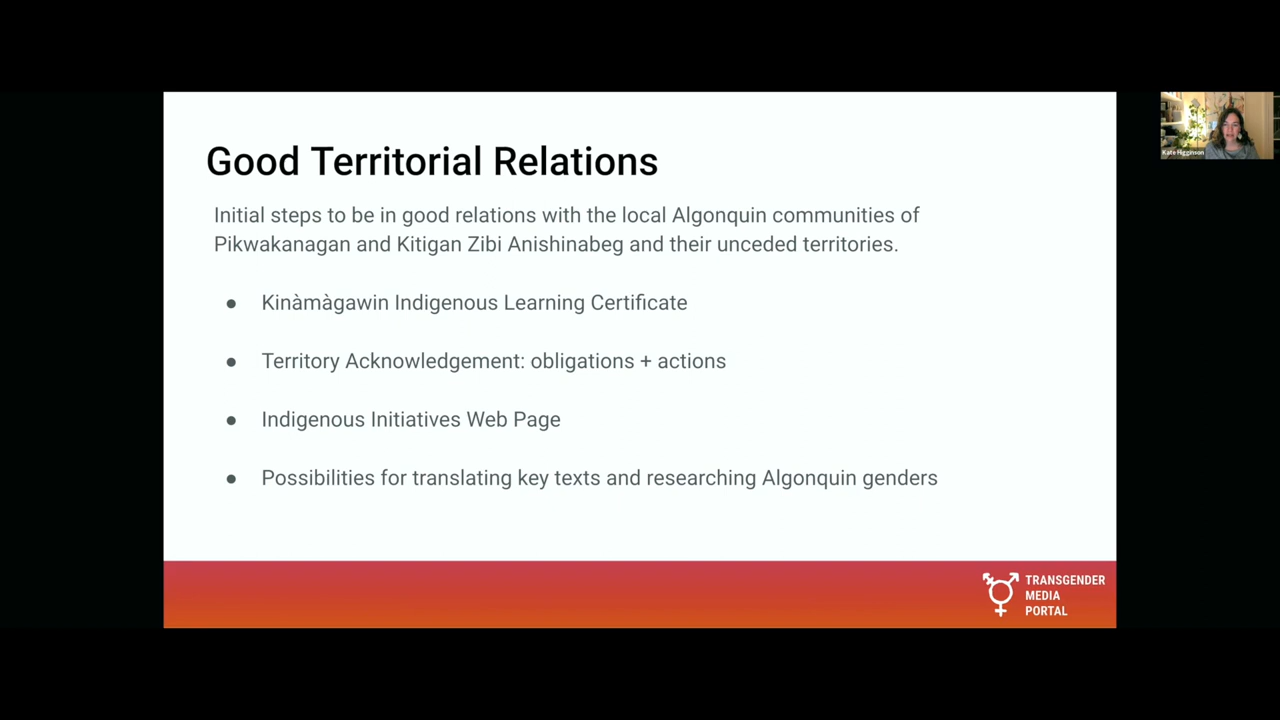 Good Territorial Relations
Initial steps to be in good relations with the local Algonquin communities of
Pikwakanagan and Kitigan Zibi Anishinabeg and their unceded territories.
● Kinàmàgawin Indigenous Learning Certificate
● Territory Acknowledgement: obligations + actions
● Indigenous Initiatives Web Page
● Possibilities for translating key texts and researching Algonquin genders
TRANSGENDER
MEDIA
PORTAL
Kate Higginson